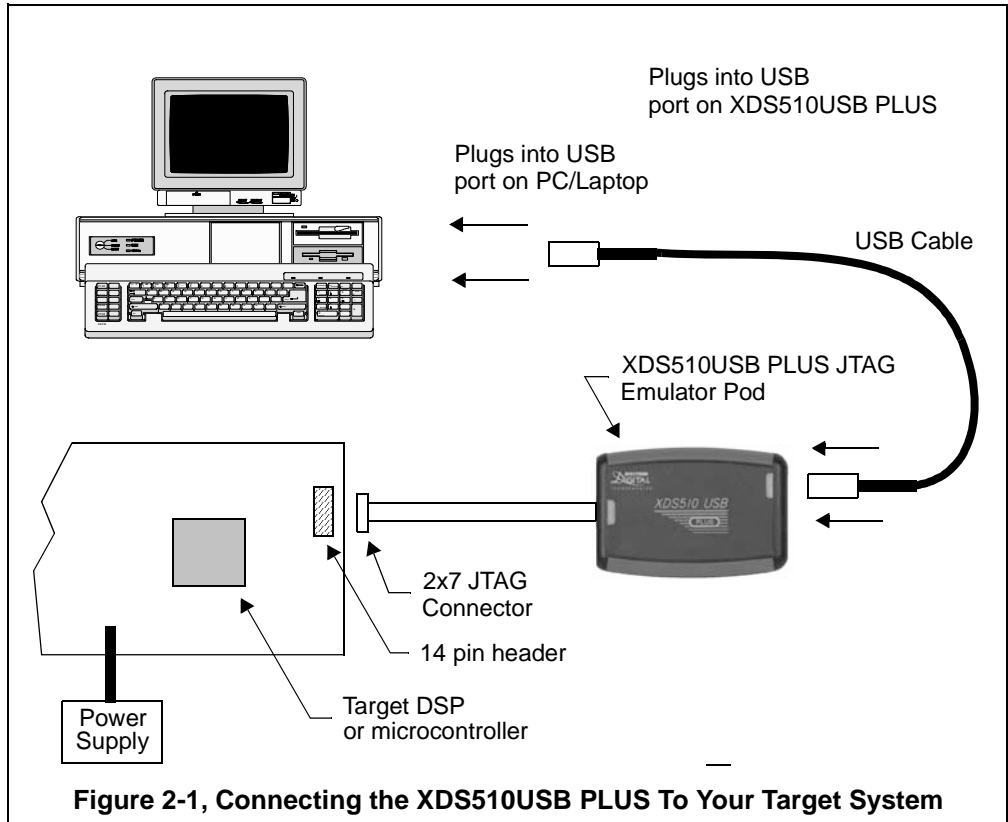 Plugs into USB
port on XDS510USB PLUS
Plugs into USB
port on PC/Laptop
USB Cable
XDS510USB PLUS JTAG
Emulator Pod
DIGITAL
XDS510 USB
PLUS
2x7 JTAG
Connector
14 pin header
Target DSP
or microcontroller
Power
Supply
Figure 2-1, Connecting the XDS510USB PLUS To Your Target System